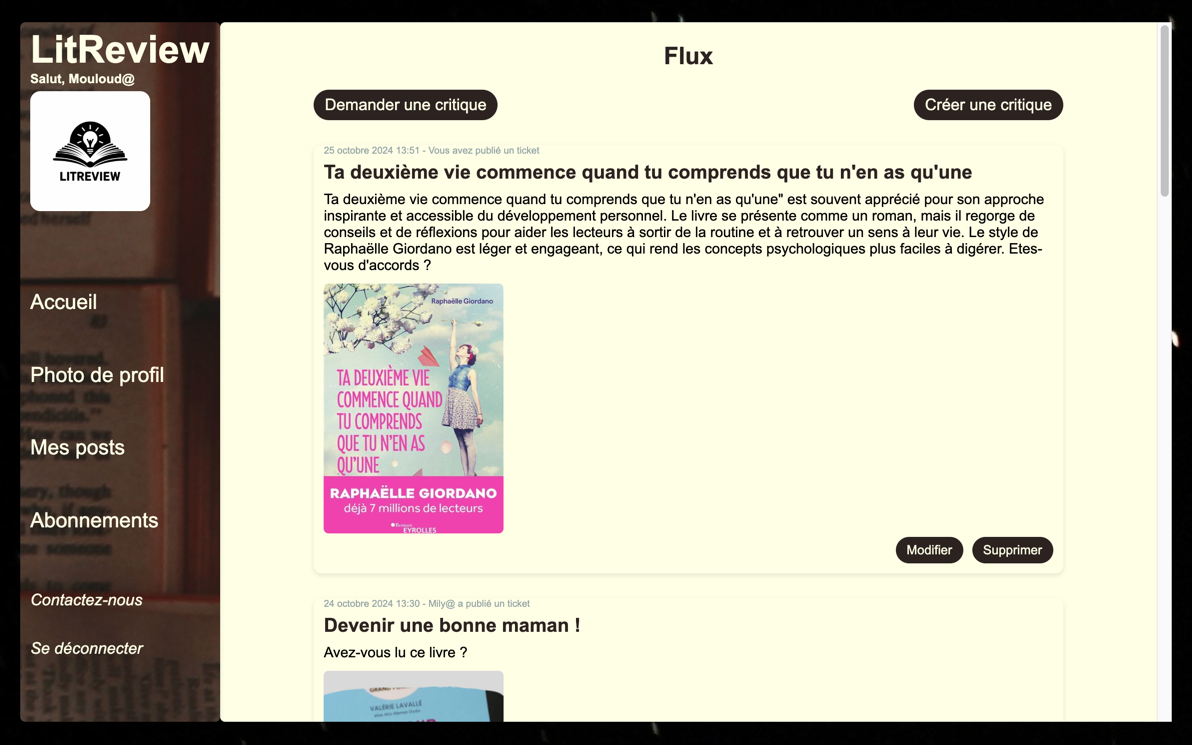 LitReview
Salut, Mouloud@
LITREVIEW
Accueil
Photo de profil
Mes posts
Abonnements
Contactez-nous
Se déconnecter
Flux
Demander une critique
Créer une critique
25 octobre 2024 13:51 - Vous avez publié un ticket
Ta deuxième vie commence quand tu comprends que tu n'en as qu'une
Ta deuxième vie commence quand tu comprends que tu n'en as qu'une" est souvent apprécié pour son approche
inspirante et accessible du développement personnel. Le livre se présente comme un roman, mais il regorge de
conseils et de réflexions pour aider les lecteurs à sortir de la routine et à retrouver un sens à leur vie. Le style de
Raphaëlle Giordano est léger et engageant, ce qui rend les concepts psychologiques plus faciles à digérer. Etes-
vous d'accords ?
Raphaëlle Giordano
TA DEUXIÈME VIE
COMMENCE QUAND
TU COMPRENDS
QUE TU N'EN AS
QU'UNE
RAPHAËLLE GIORDANO
déjà 7 millions de lecteurs
EYROLLES
Modifier
Supprimer
24 octobre 2024 13:30 - Mily@ a publié un ticket
Devenir une bonne maman !
Avez-vous lu ce livre ?
VALÉRIE LAVALLÉ